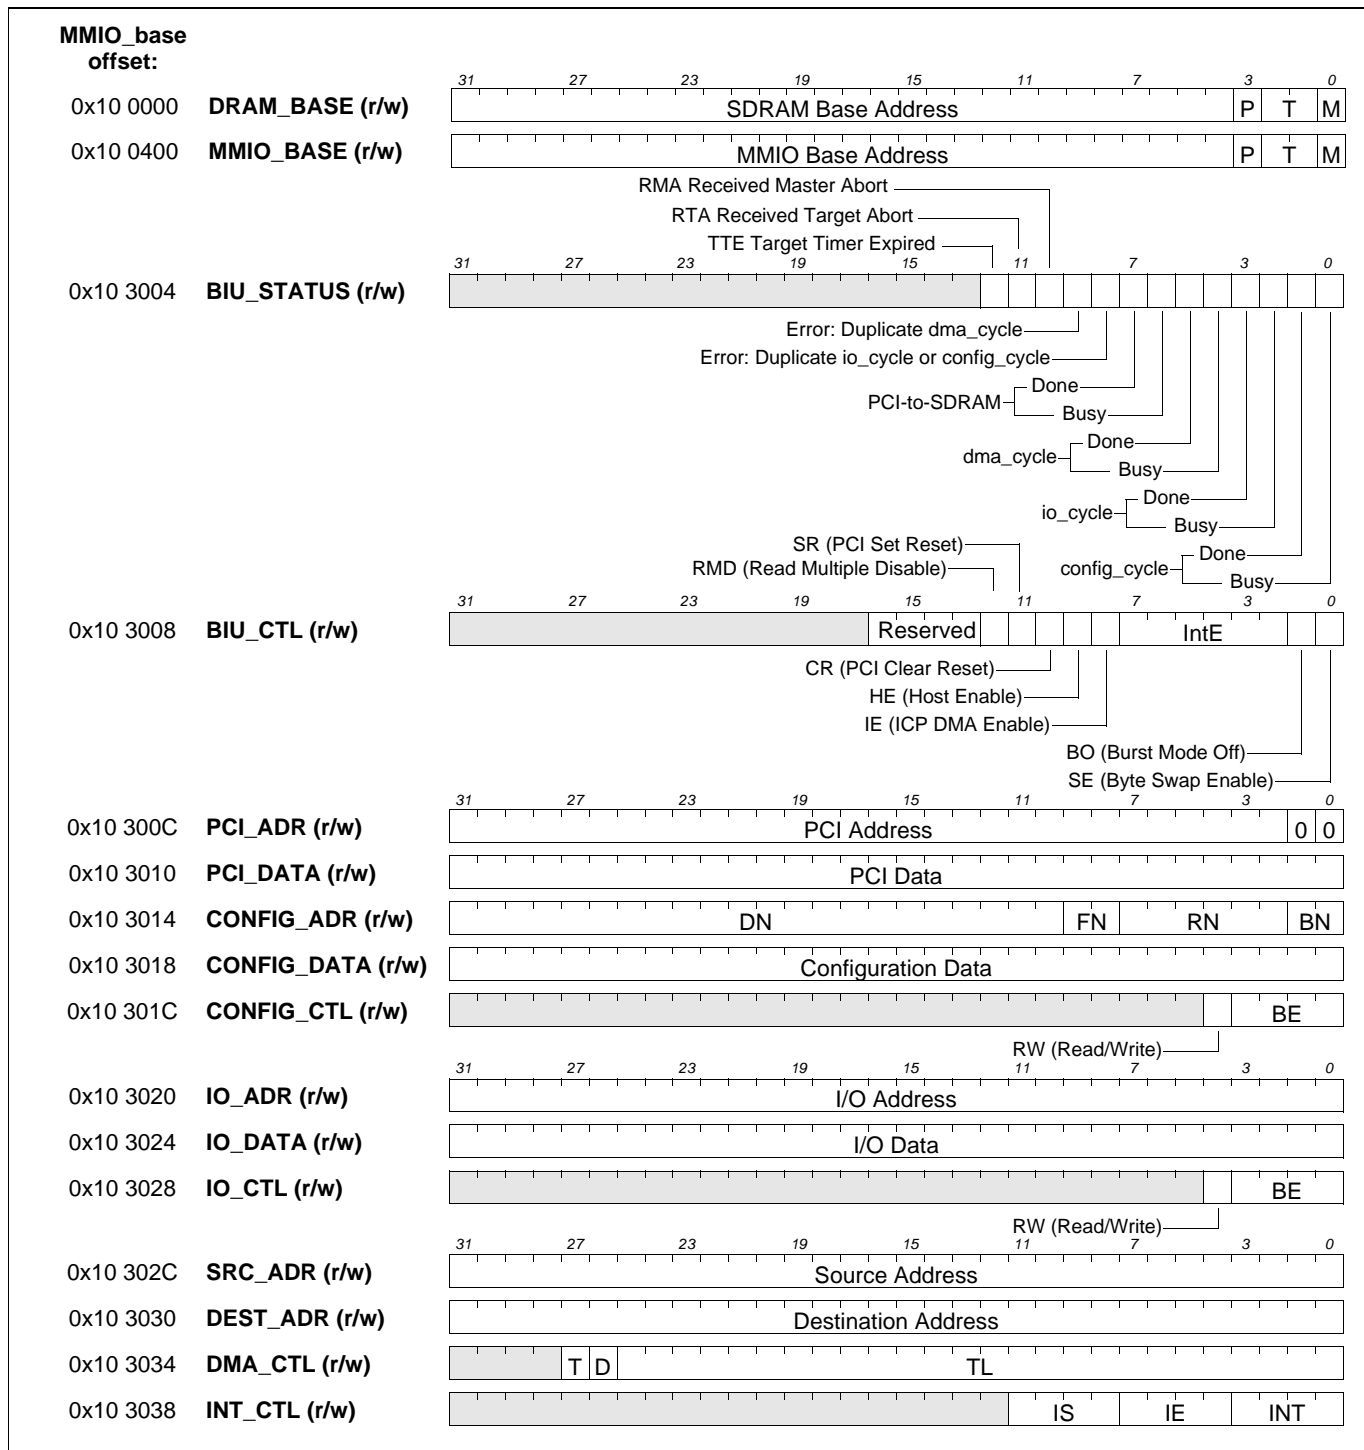 MMIO_base
offset:
31 27 23 19 15 11 7 3 0
0x10 0000 DRAM_BASE (r/w) SDRAM Base Address P T M
0x10 0400 MMIO_BASE (r/w) MMIO Base Address P T M
RMA Received Master Abort
RTA Received Target Abort
TTE Target Timer Expired
31 27 23 19 15 11 7 3 0
0x10 3004 BIU_STATUS (r/w)
Error: Duplicate dma_cycle
Error: Duplicate io_cycle or config_cycle
Done
PCI-to-SDRAM
Busy
Done
dma_cycle
Busy
Done
io_cycle
Busy
SR (PCI Set Reset)
Done
RMD (Read Multiple Disable)
config_cycle
Busy
31 27 23 19 15 11 7 3 0
0x10 3008 BIU_CTL (r/w) Reserved IntE
CR (PCI Clear Reset)
HE (Host Enable)
IE (ICP DMA Enable)
BO (Burst Mode Off)
SE (Byte Swap Enable)
31 27 23 19 15 11 7 3 0
0x10 300C PCI_ADR (r/w) PCI Address 0 0
0x10 3010 PCI_DATA (r/w) PCI Data
0x10 3014 CONFIG_ADR (r/w) DN FN RN BN
0x10 3018 CONFIG_DATA (r/w) Configuration Data
0x10 301C CONFIG_CTL (r/w) BE
RW (Read/Write)
31 27 23 19 15 11 7 3 0
0x10 3020 IO_ADR (r/w) I/O Address
0x10 3024 IO_DATA (r/w) I/O Data
0x10 3028 IO_CTL (r/w) BE
RW (Read/Write)
31 27 23 19 15 11 7 3 0
0x10 302C SRC_ADR (r/w) Source Address
0x10 3030 DEST_ADR (r/w) Destination Address
0x10 3034 DMA_CTL (r/w) T D TL
0x10 3038 INT_CTL (r/w) IS IE INT